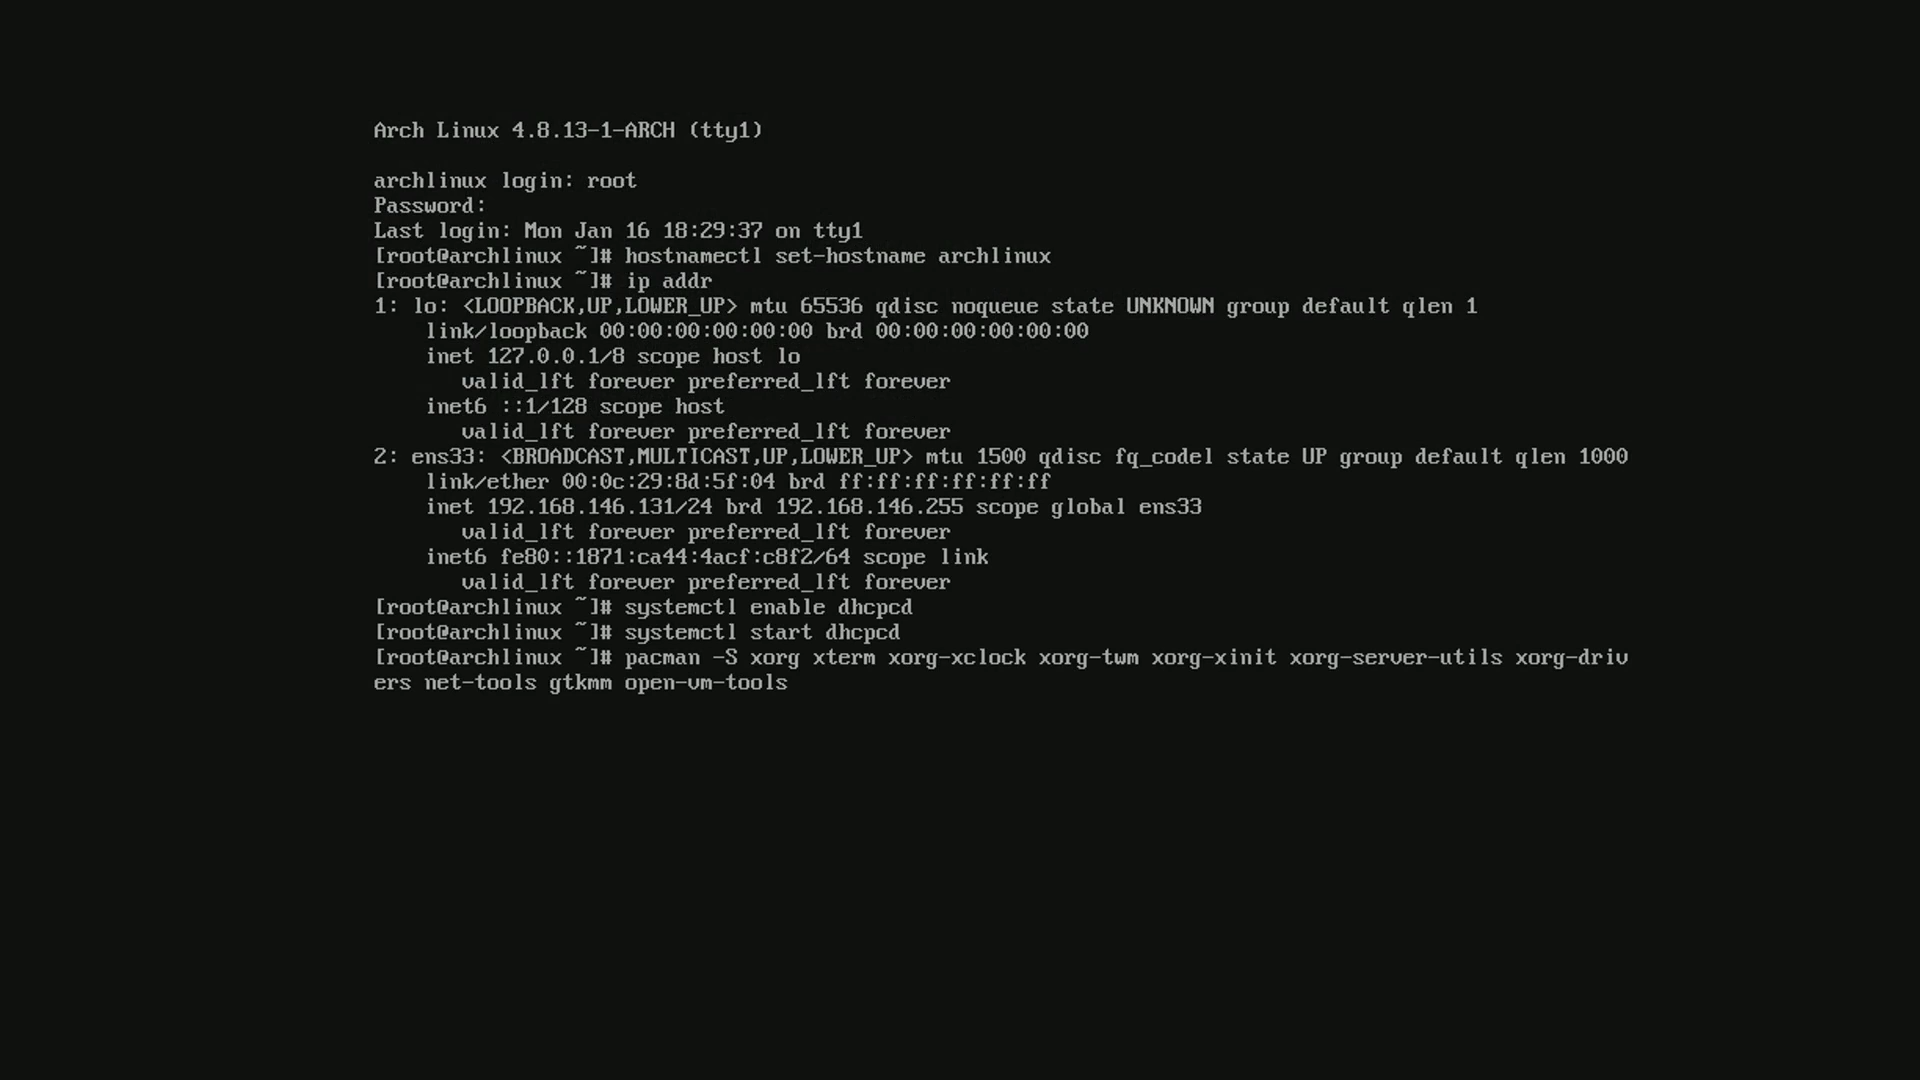 Arch Linux 4.8.13-1-ARCH (tty1)
archlinux login: root
Password:
Last login: Mon Jan 16 18:29:37 on tty1
[root@archlinux ~]# hostnamectl set-hostname archlinux
[root@archlinux ~]# ip addr
1: lo: <LOOPBACK,UP,LOWER_UP> mtu 65536 qdisc noqueue state UNKNOWN group default qlen 1
    link/loopback 00:00:00:00:00:00 brd 00:00:00:00:00:00
    inet 127.0.0.1/8 scope host lo
       valid_lft forever preferred_lft forever
    inet6 ::1/128 scope host
       valid_lft forever preferred_lft forever
2: ens33: <BROADCAST,MULTICAST,UP,LOWER_UP> mtu 1500 qdisc fq_codel state UP group default qlen 1000
    link/ether 00:0c:29:8d:5f:04 brd ff:ff:ff:ff:ff:ff
    inet 192.168.146.131/24 brd 192.168.146.255 scope global ens33
       valid_lft forever preferred_lft forever
    inet6 fe80::1871:ca44:4acf:c8f2/64 scope link
       valid_lft forever preferred_lft forever
[root@archlinux ~]# systemctl enable dhcpcd
[root@archlinux ~]# systemctl start dhcpcd
[root@archlinux ~]# pacman -S xorg xterm xorg-xclock xorg-twm xorg-xinit xorg-server-utils xorg-driv
ers net-tools gtkmm open-vm-tools